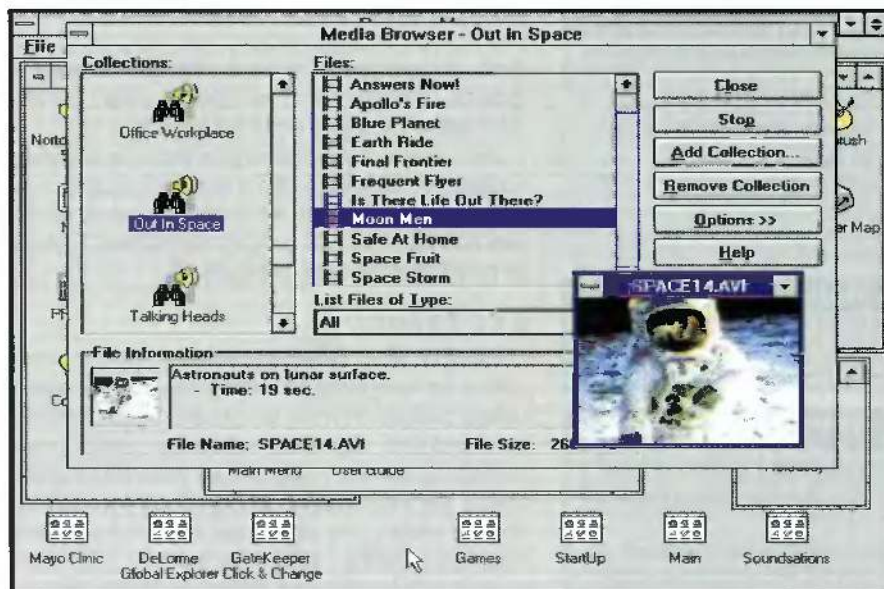 Media Browser - Out In Space
File
Collections:
Files:
Office Workplace
Out In Space
Talking Heads
Answers Now!
Apollo's Fire
Blue Planet
Earth Ride
Final Frontier
Frequent Flyer
Is There Life Out There?
Moon Men
Safe At Home
Space Fruit
Space Storm
List Files of Type:
All
Close
Stop
Add Collection...
Remove Collection
Options >>
Help
SPACE14.AVI
File Information
Astronauts on lunar surface.
- Time: 19 sec.
File Name: SPACE14.AVI
File Size: 26
Main Menu
User Guide
Mayo Clinic
DeLorme
Global Explorer
GateKeeper
Click & Change
Games
StartUp
Main
Soundsations